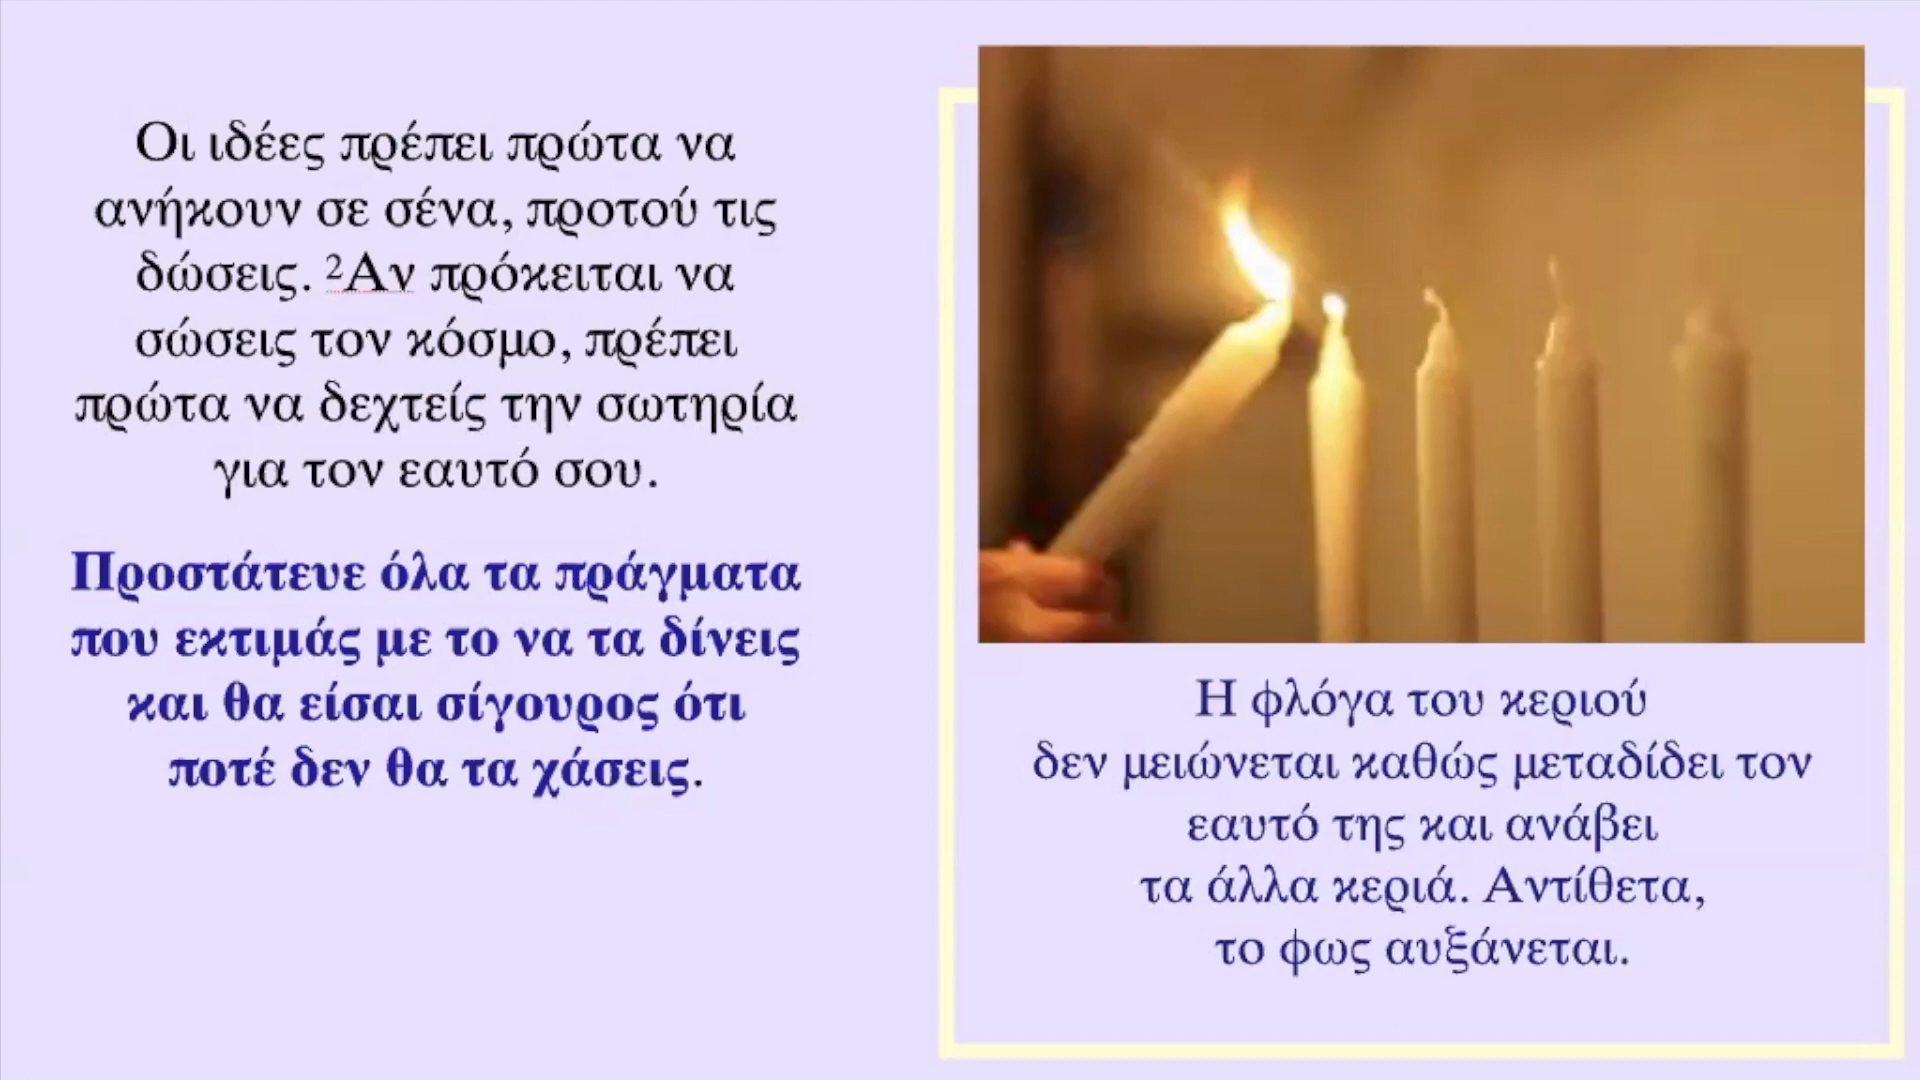 Οι ιδέες πρέπει πρώτα να
ανήκουν σε σένα, προτού τις
δώσεις. ²Αν πρόκειται να
σώσεις τον κόσμο, πρέπει
πρώτα να δεχτείς την σωτηρία
για τον εαυτό σου.
Προστάτευε όλα τα πράγματα
που εκτιμάς με το να τα δίνεις
και θα είσαι σίγουρος ότι
ποτέ δεν θα τα χάσεις.
Η φλόγα του κεριού
δεν μειώνεται καθώς μεταδίδει τον
εαυτό της και ανάβει
τα άλλα κεριά. Αντίθετα,
το φως αυξάνεται.